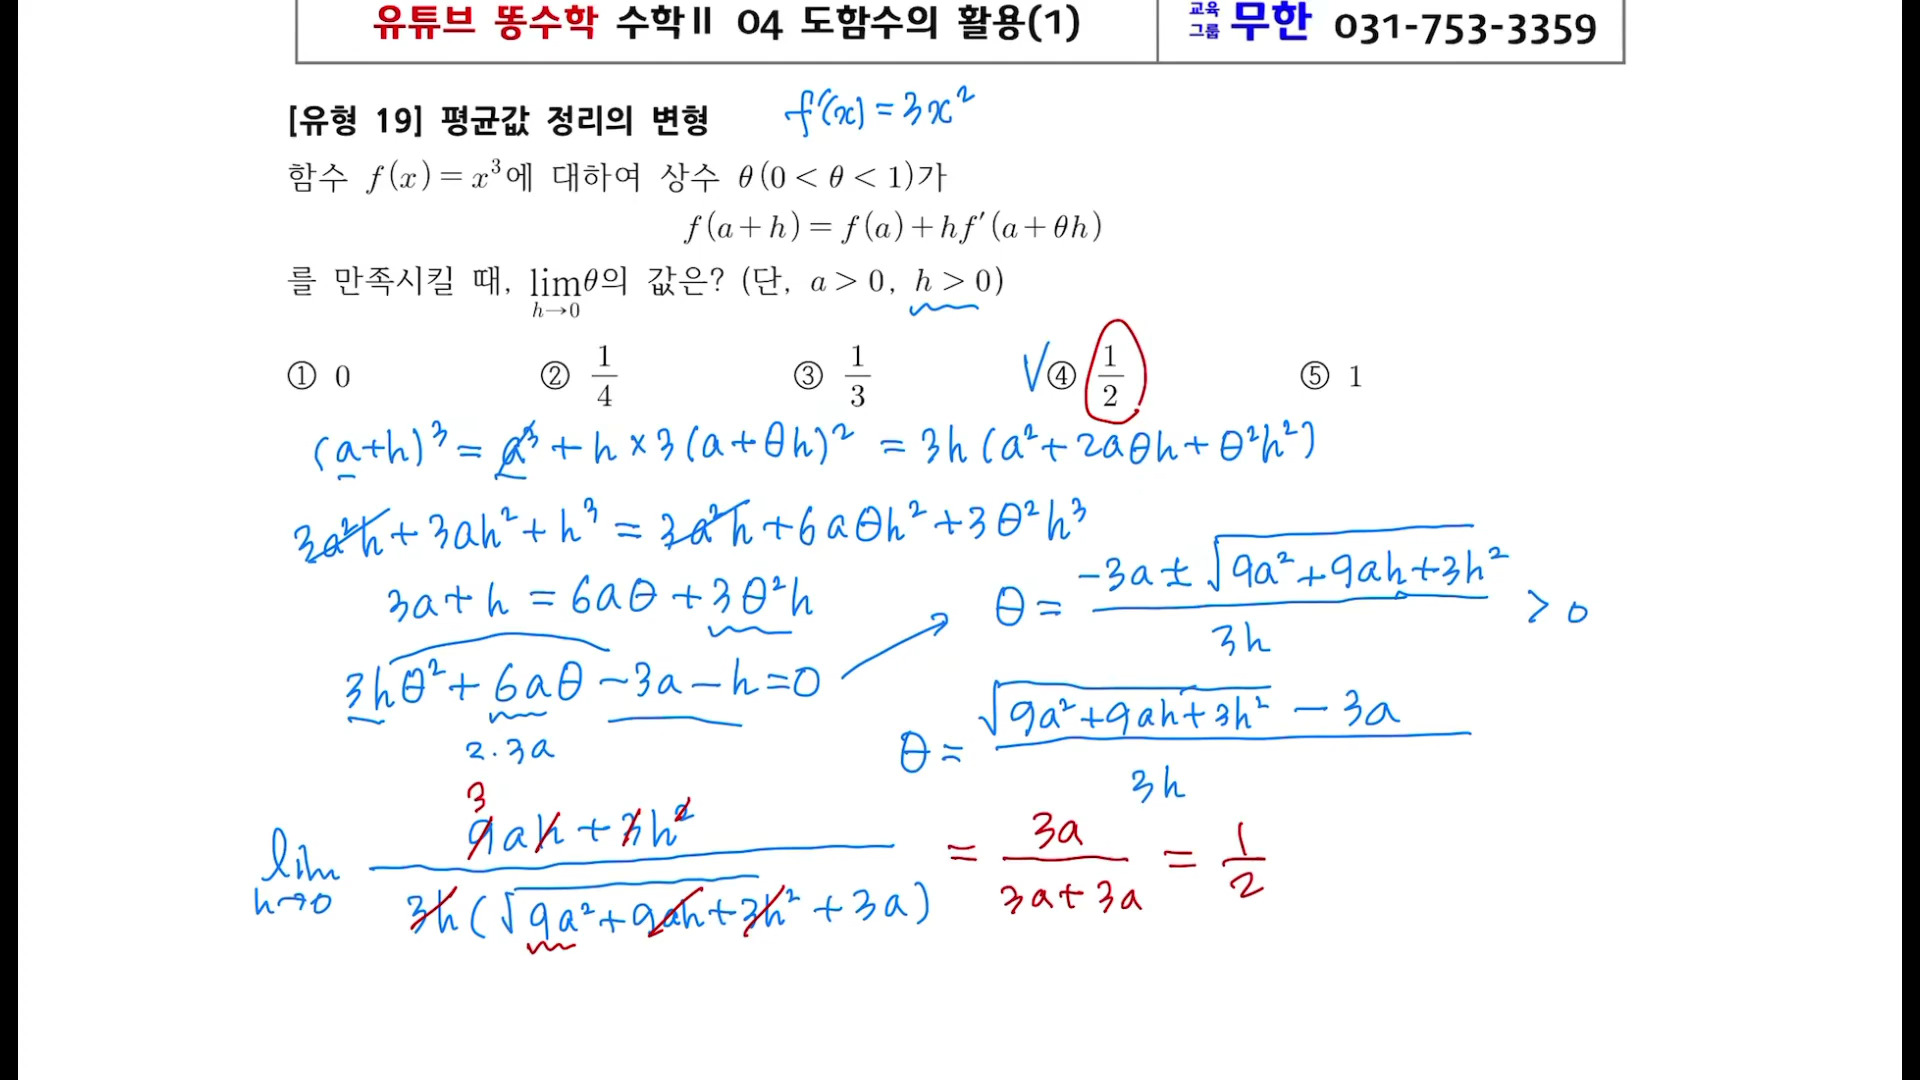 유튜브 똥수학 수학Ⅱ 04 도함수의 활용(1)
교육그룹 무한 031-753-3359
[유형 19] 평균값 정리의 변형 f'(x) = 3x²
함수 f(x) = x³에 대하여 상수 θ(0 < θ < 1)가
f(a+h) = f(a) + hf'(a+θh)
를 만족시킬 때, lim_{h→0} θ의 값은? (단, a > 0, h > 0)
① 0 ② 1/4 ③ 1/3 ④ 1/2 ⑤ 1
(a+h)³ = a³ + h × 3(a+θh)² = 3h(a²+2aθh+θ²h²)
3a²h + 3ah² + h³ = 3a²h + 6aθh² + 3θ²h³
3a+h = 6aθ + 3θ²h
3hθ² + 6aθ - 3a - h = 0
2·3a
θ = (-3a ± √(9a²+9ah+3h²))/3h > 0
θ = (√(9a²+9ah+3h²) - 3a)/3h
3
lim_{h→0} (9ah + 3h²)/(3h(√(9a²+9ah+3h²) + 3a)) = 3a/(3a+3a) = 1/2